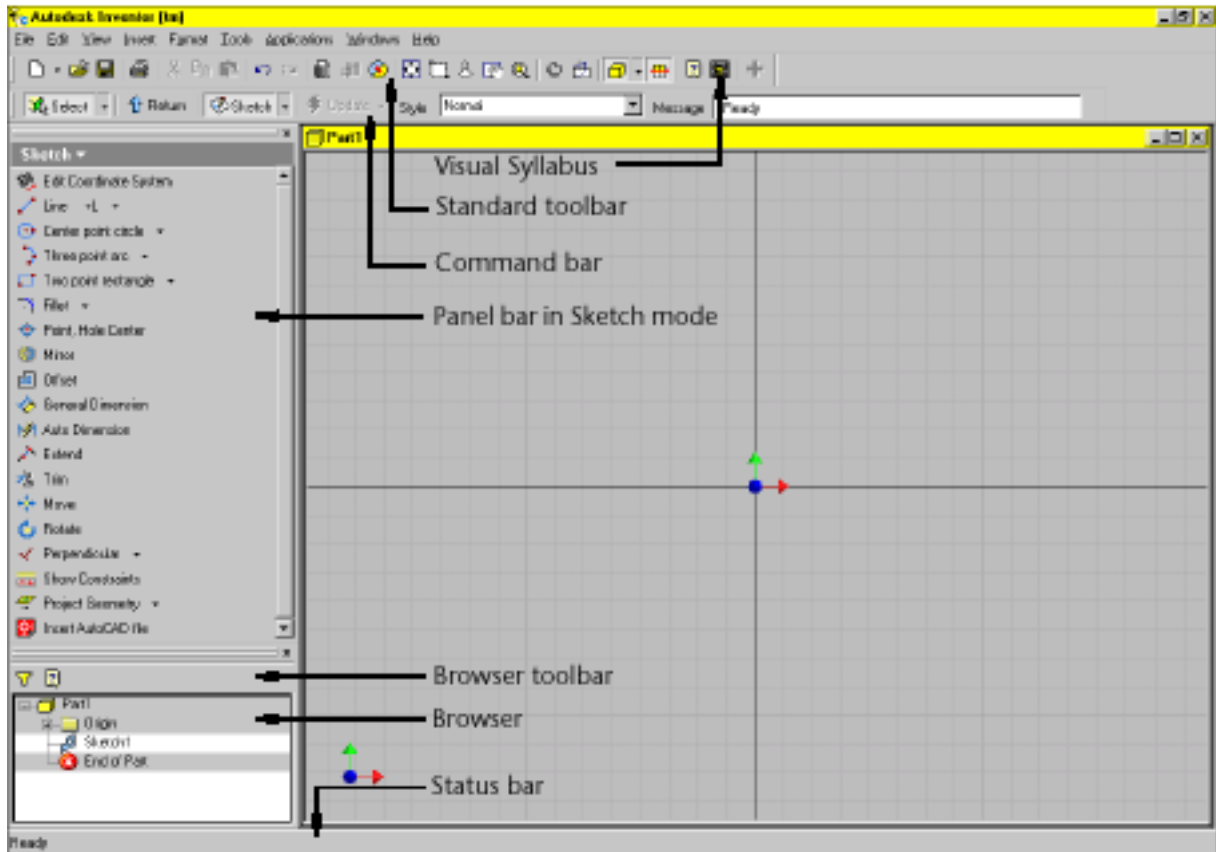 Autodesk Inventor [tm]
File Edit View Insert Format Tools Applications Windows Help
Select Return Sketch Update Style Normal Message Ready
Part1
Sketch
Visual Syllabus
Edit Coordinate System
Line
Standard toolbar
Center point circle
Three point arc
Command bar
Two point rectangle
Fillet
Panel bar in Sketch mode
Point, Hole Center
Mirror
Offset
General Dimension
Auto Dimension
Extend
Trim
Move
Rotate
Perpendicular
Show Constraints
Project Geometry
Insert AutoCAD file
Browser toolbar
Part1
Origin
Browser
Sketch1
End of Part
Status bar
Ready